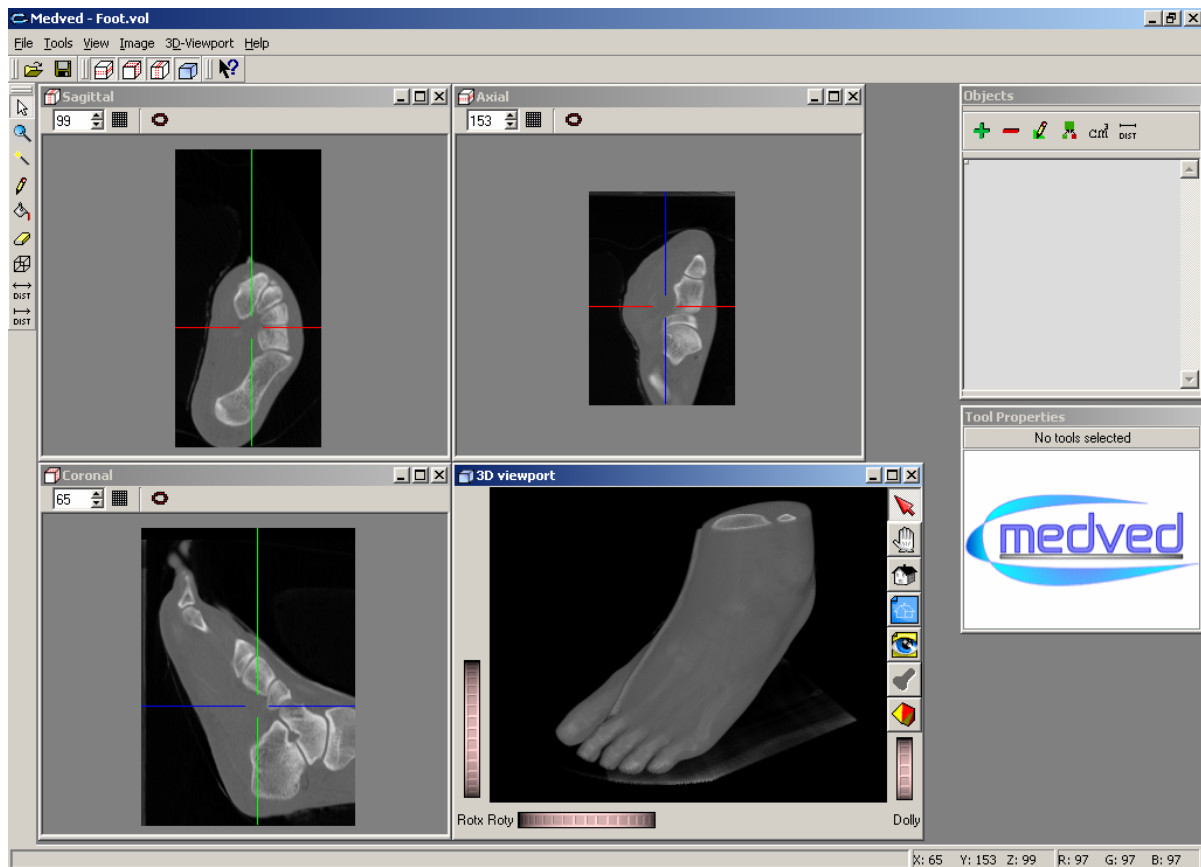 Medved - Foot.vol
File Tools View Image 3D-Viewport Help
Sagittal
99
Axial
153
Objects
cm³ DIST
DIST
DIST
Tool Properties
No tools selected
medved
Coronal
65
3D viewport
Rotx Roty
Dolly
X: 65 Y: 153 Z: 99 R: 97 G: 97 B: 97